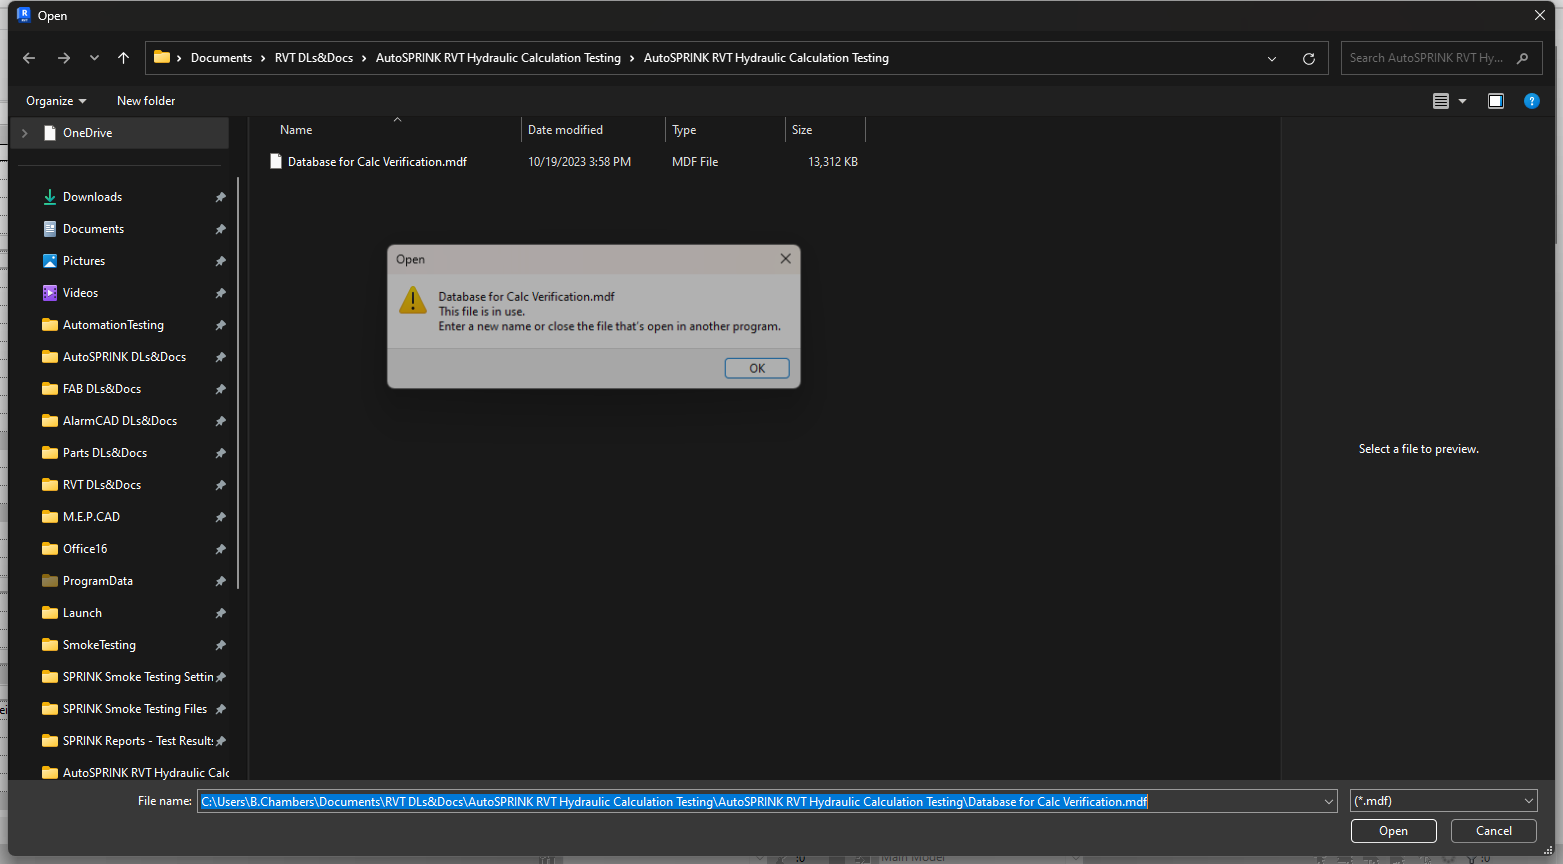 Open
Documents > RVT DLs&Docs > AutoSPRINK RVT Hydraulic Calculation Testing > AutoSPRINK RVT Hydraulic Calculation Testing
Search AutoSPRINK RVT Hy...
Organize
New folder
?
OneDrive
Name
Date modified
Type
Size
Database for Calc Verification.mdf
10/19/2023 3:58 PM
MDF File
13,312 KB
Downloads
Documents
Pictures
Videos
AutomationTesting
AutoSPRINK DLs&Docs
FAB DLs&Docs
AlarmCAD DLs&Docs
Parts DLs&Docs
RVT DLs&Docs
M.E.P.CAD
Office16
ProgramData
Launch
SmokeTesting
SPRINK Smoke Testing Settin
SPRINK Smoke Testing Files
SPRINK Reports - Test Results
AutoSPRINK RVT Hydraulic Calc
Open
Database for Calc Verification.mdf
This file is in use.
Enter a new name or close the file that's open in another program.
OK
Select a file to preview.
File name:
C:\Users\B.Chambers\Documents\RVT DLs&Docs\AutoSPRINK RVT Hydraulic Calculation Testing\AutoSPRINK RVT Hydraulic Calculation Testing\Database for Calc Verification.mdf
(*.mdf)
Open
Cancel
:0
Main Model
:0